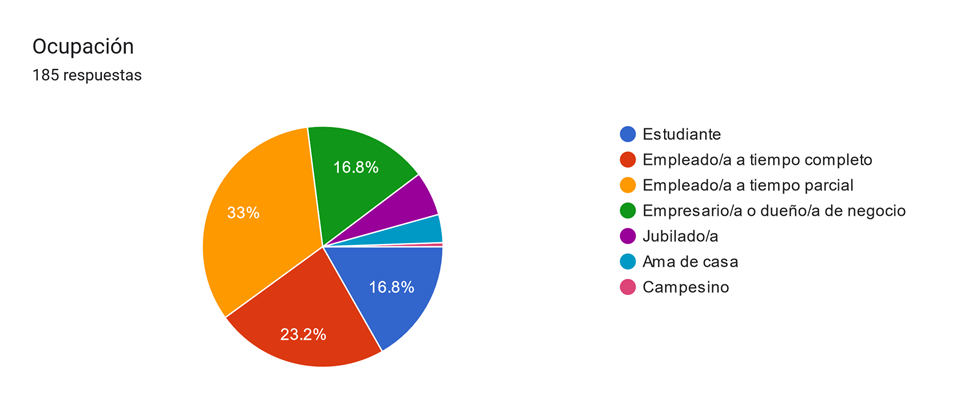 Ocupación
185 respuestas
16.8%
33%
16.8%
23.2%
Estudiante
Empleado/a a tiempo completo
Empleado/a a tiempo parcial
Empresario/a o dueño/a de negocio
Jubilado/a
Ama de casa
Campesino